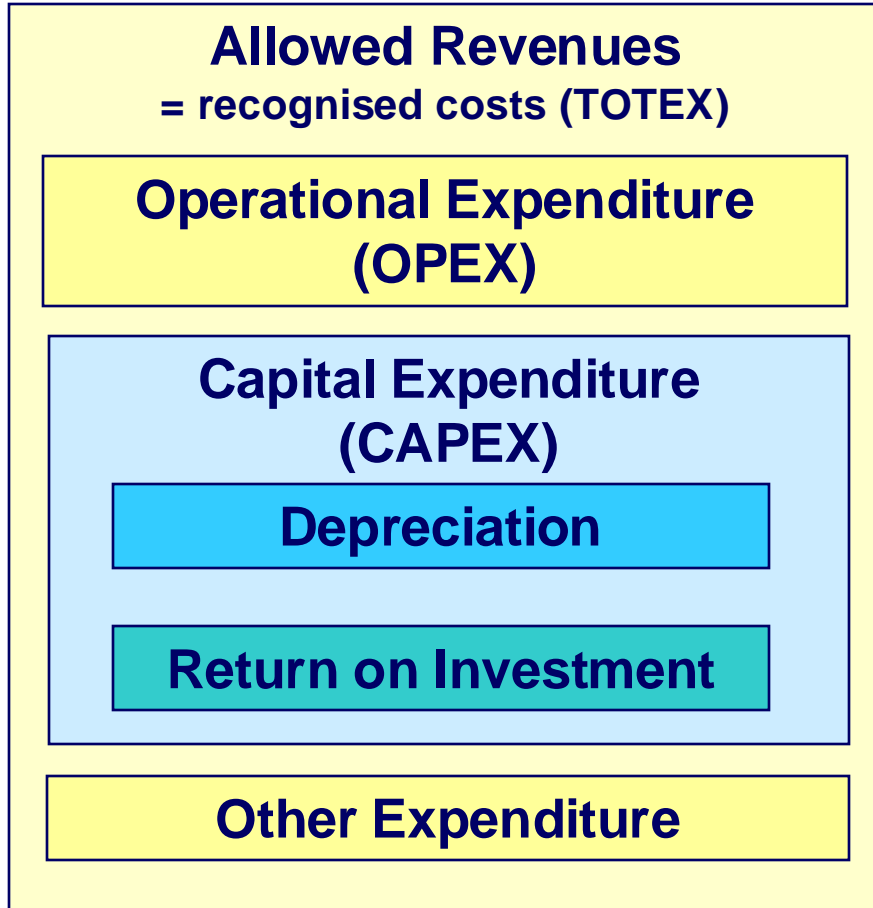 Allowed Revenues
= recognised costs (TOTEX)
Operational Expenditure
(OPEX)
Capital Expenditure
(CAPEX)
Depreciation
Return on Investment
Other Expenditure